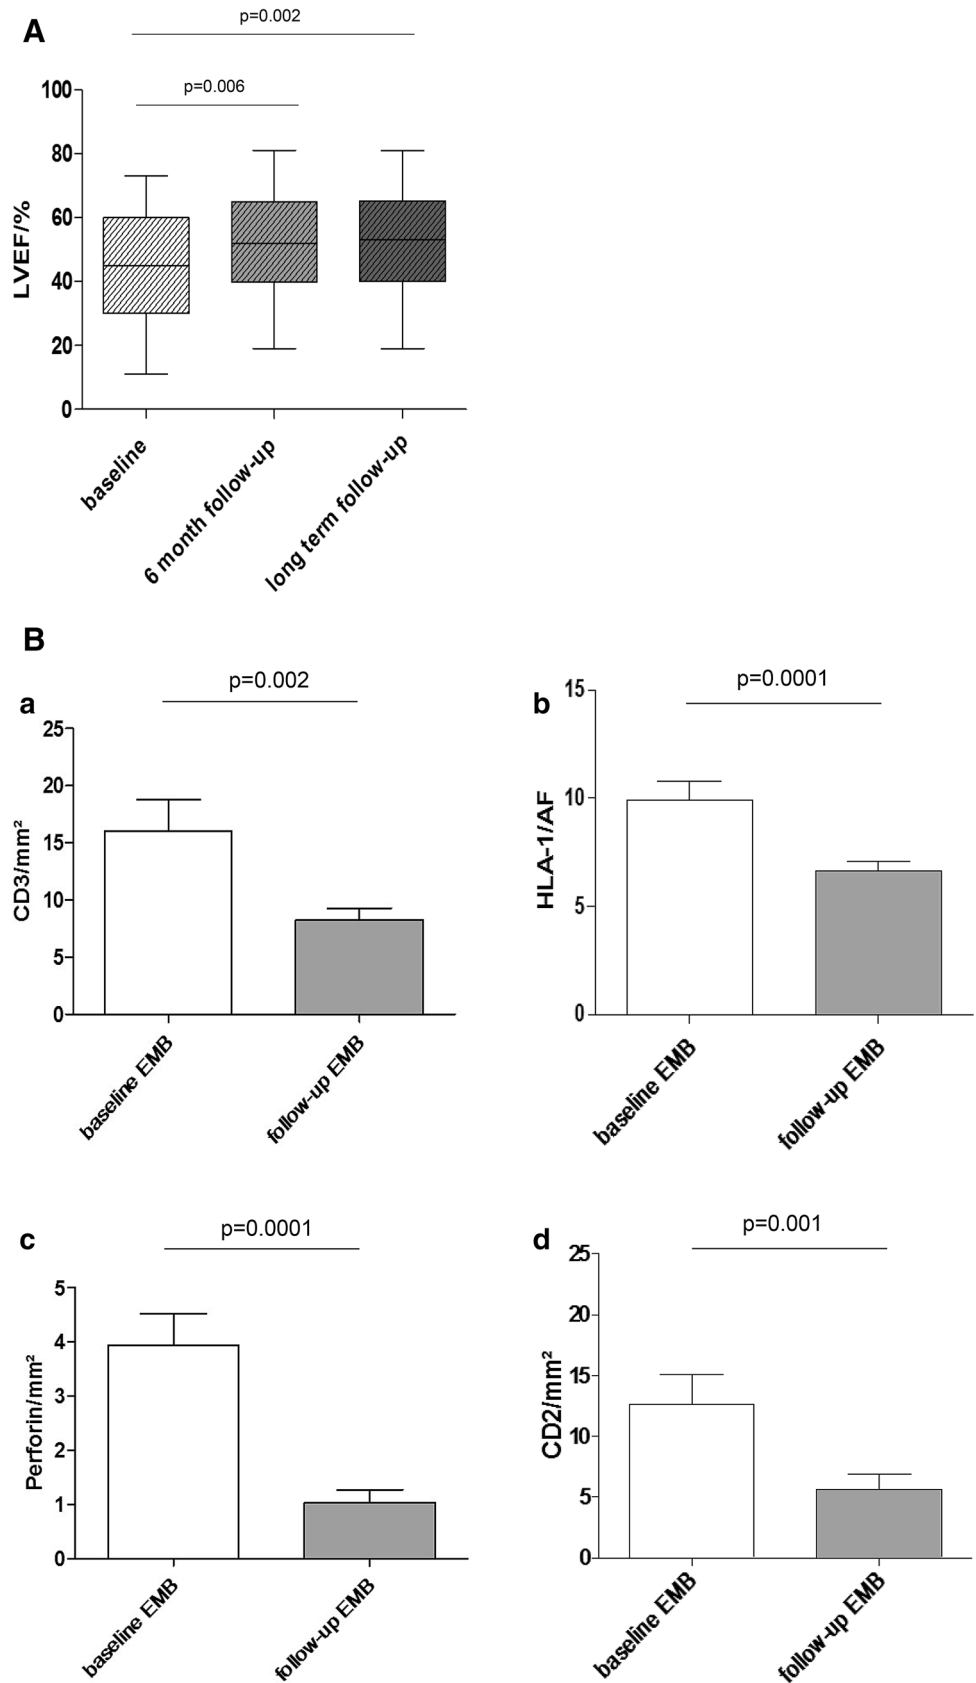 A
p=0.002
p=0.006
100
80
60
40
20
0
LVEF/%
baseline
6 month follow-up
long term follow-up
B
a
p=0.002
25
20
15
10
5
0
CD3/mm²
baseline EMB
follow-up EMB
b
p=0.0001
15
10
5
0
HLA-1/AF
baseline EMB
follow-up EMB
c
p=0.0001
5
4
3
2
1
0
Perforin/mm²
baseline EMB
follow-up EMB
d
p=0.001
25
20
15
10
5
0
CD2/mm²
baseline EMB
follow-up EMB